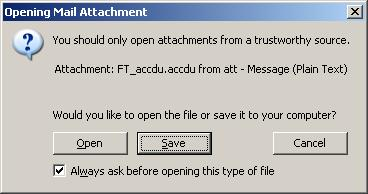 Opening Mail Attachment
You should only open attachments from a trustworthy source.
Attachment: FT_accdu.accdu from att - Message (Plain Text)
Would you like to open the file or save it to your computer?
Open Save Cancel
Always ask before opening this type of file